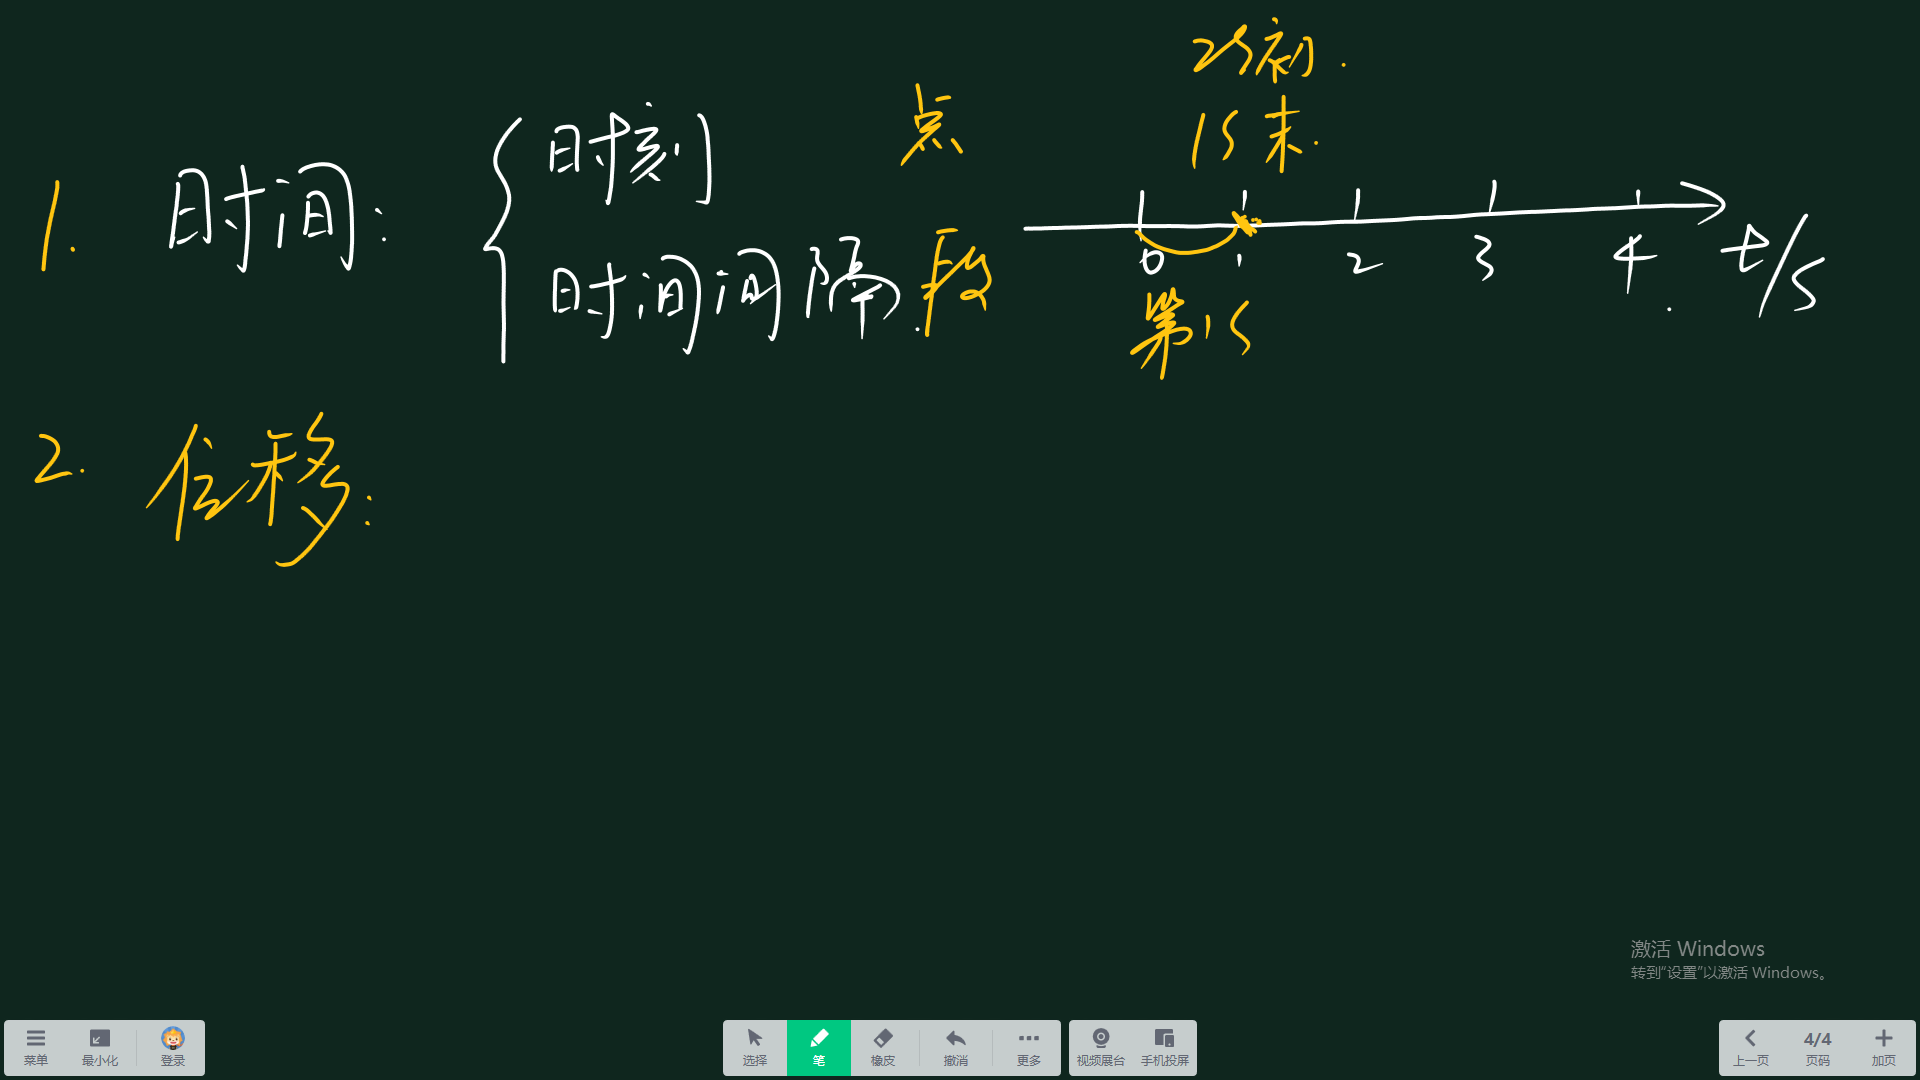 1. 时间:
时刻 点
时间间隔. 段
2s初.
1s末.
0 1 2 3 4 t/s
第1s
2. 位移:
激活 Windows
转到"设置"以激活 Windows。
菜单 最小化 登录 选择 笔 橡皮 撤消 更多 视频展台 手机投屏 上一页 4/4 页码 加页